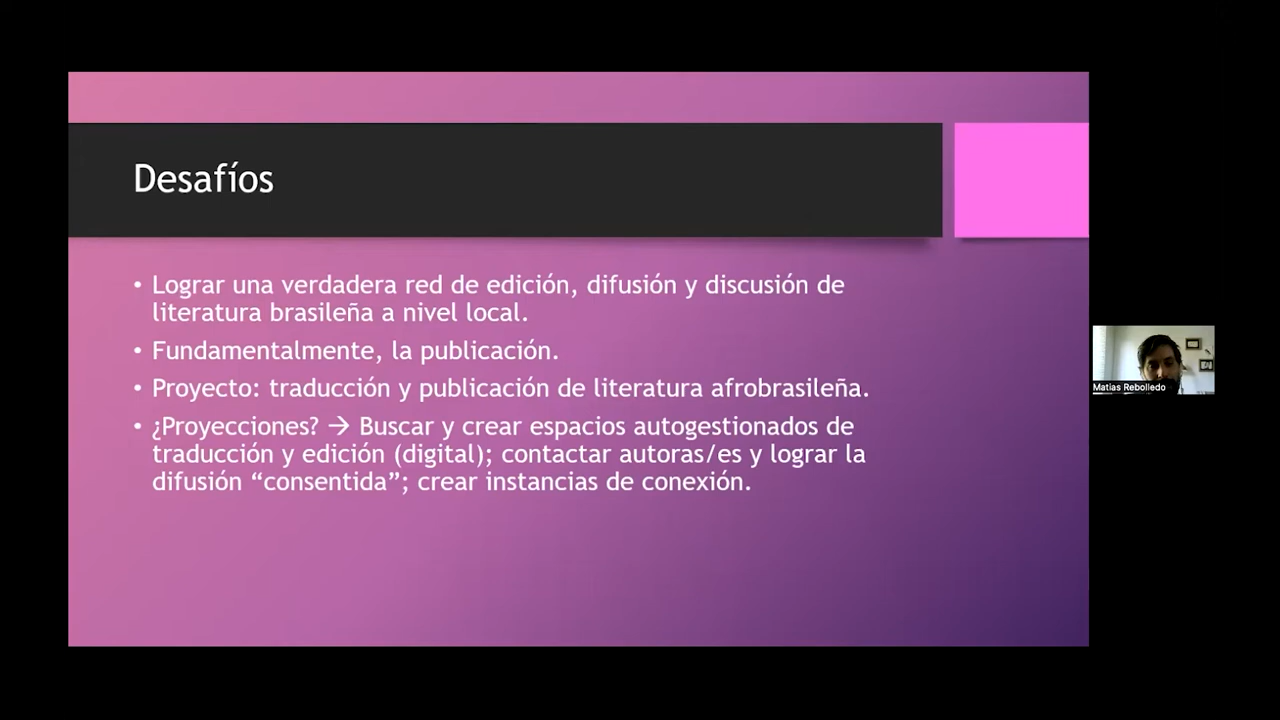 Desafíos
• Lograr una verdadera red de edición, difusión y discusión de
literatura brasileña a nivel local.
• Fundamentalmente, la publicación.
• Proyecto: traducción y publicación de literatura afrobrasileña.
• ¿Proyecciones? → Buscar y crear espacios autogestionados de
traducción y edición (digital); contactar autoras/es y lograr la
difusión “consentida”; crear instancias de conexión.
Matias Rebolledo